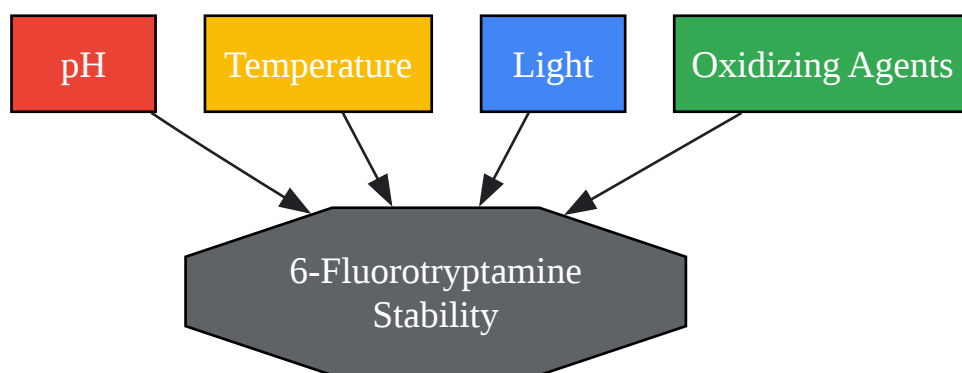 pH
Temperature
Light
Oxidizing Agents
6-Fluorotryptamine
Stability